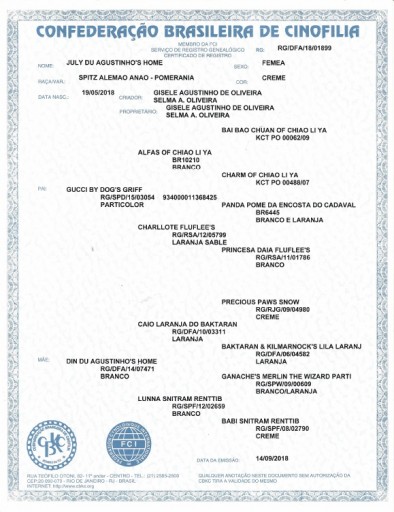 CONFEDERAÇÃO BRASILEIRA DE CINOFILIA
MEMBRO DA FCI
SERVIÇO DE REGISTRO GENEALÓGICO
CERTIFICADO DE REGISTRO
RG: RG/DFA/18/01899
NOME: JULY DU AGUSTINHO'S HOME
SEXO: FEMEA
RAÇA/VAR: SPITZ ALEMAO ANAO - POMERANIA
COR: CREME
DATA NASC.: 19/05/2018
CRIADOR: GISELE AGUSTINHO DE OLIVEIRA
SELMA A. OLIVEIRA
PROPRIETÁRIO: GISELE AGUSTINHO DE OLIVEIRA
SELMA A. OLIVEIRA
BAI BAO CHUAN OF CHIAO LI YA
KCT PO 00062/09
ALFAS OF CHIAO LI YA
BR10210
BRANCO
CHARM OF CHIAO LI YA
KCT PO 00486/07
PAI: GUCCI BY DOG'S GRIFF
RG/SPD/15/03054 934000011368425
PARTICOLOR
PANDA POME DA ENCOSTA DO CADAVAL
BR6445
BRANCO E LARANJA
CHARLLOTE FLUFLEE'S
RG/RSA/12/05799
LARANJA SABLE
PRINCESA DAIA FLUFLEE'S
RG/RSA/11/01786
BRANCO
PRECIOUS PAWS SNOW
RG/RJG/09/04980
CREME
CAIO LARANJA DO BAKTARAN
RG/DFA/10/03311
LARANJA
BAKTARAN & KILMARNOCK'S LILA LARANJ
RG/DFA/06/04582
LARANJA
MÃE: DIN DU AGUSTINHO'S HOME
RG/DFA/14/07471
BRANCO
GANACHE'S MERLIN THE WIZARD PARTI
RG/SPW/09/00609
BRANCO/LARANJA
LUNNA SNITRAM RENTTIB
RG/SPF/12/02659
BRANCO
BABI SNITRAM RENTTIB
RG/SPF/08/02790
CREME
CBKC
FCI
DATA DA EMISSÃO: 14/09/2018
RUA TEOFILO OTONI, 82- 11º andar - CENTRO - TEL.: (21)
CEP 20.090-070 - RIO DE JANEIRO - RJ - BRASIL
INTERNET http://www.cbkc.org
QUALQUER ANOTAÇÃO NESTE DOCUMENTO SEM AUTORIZAÇÃO DA
CBKC TIRA A VALIDADE DO MESMO